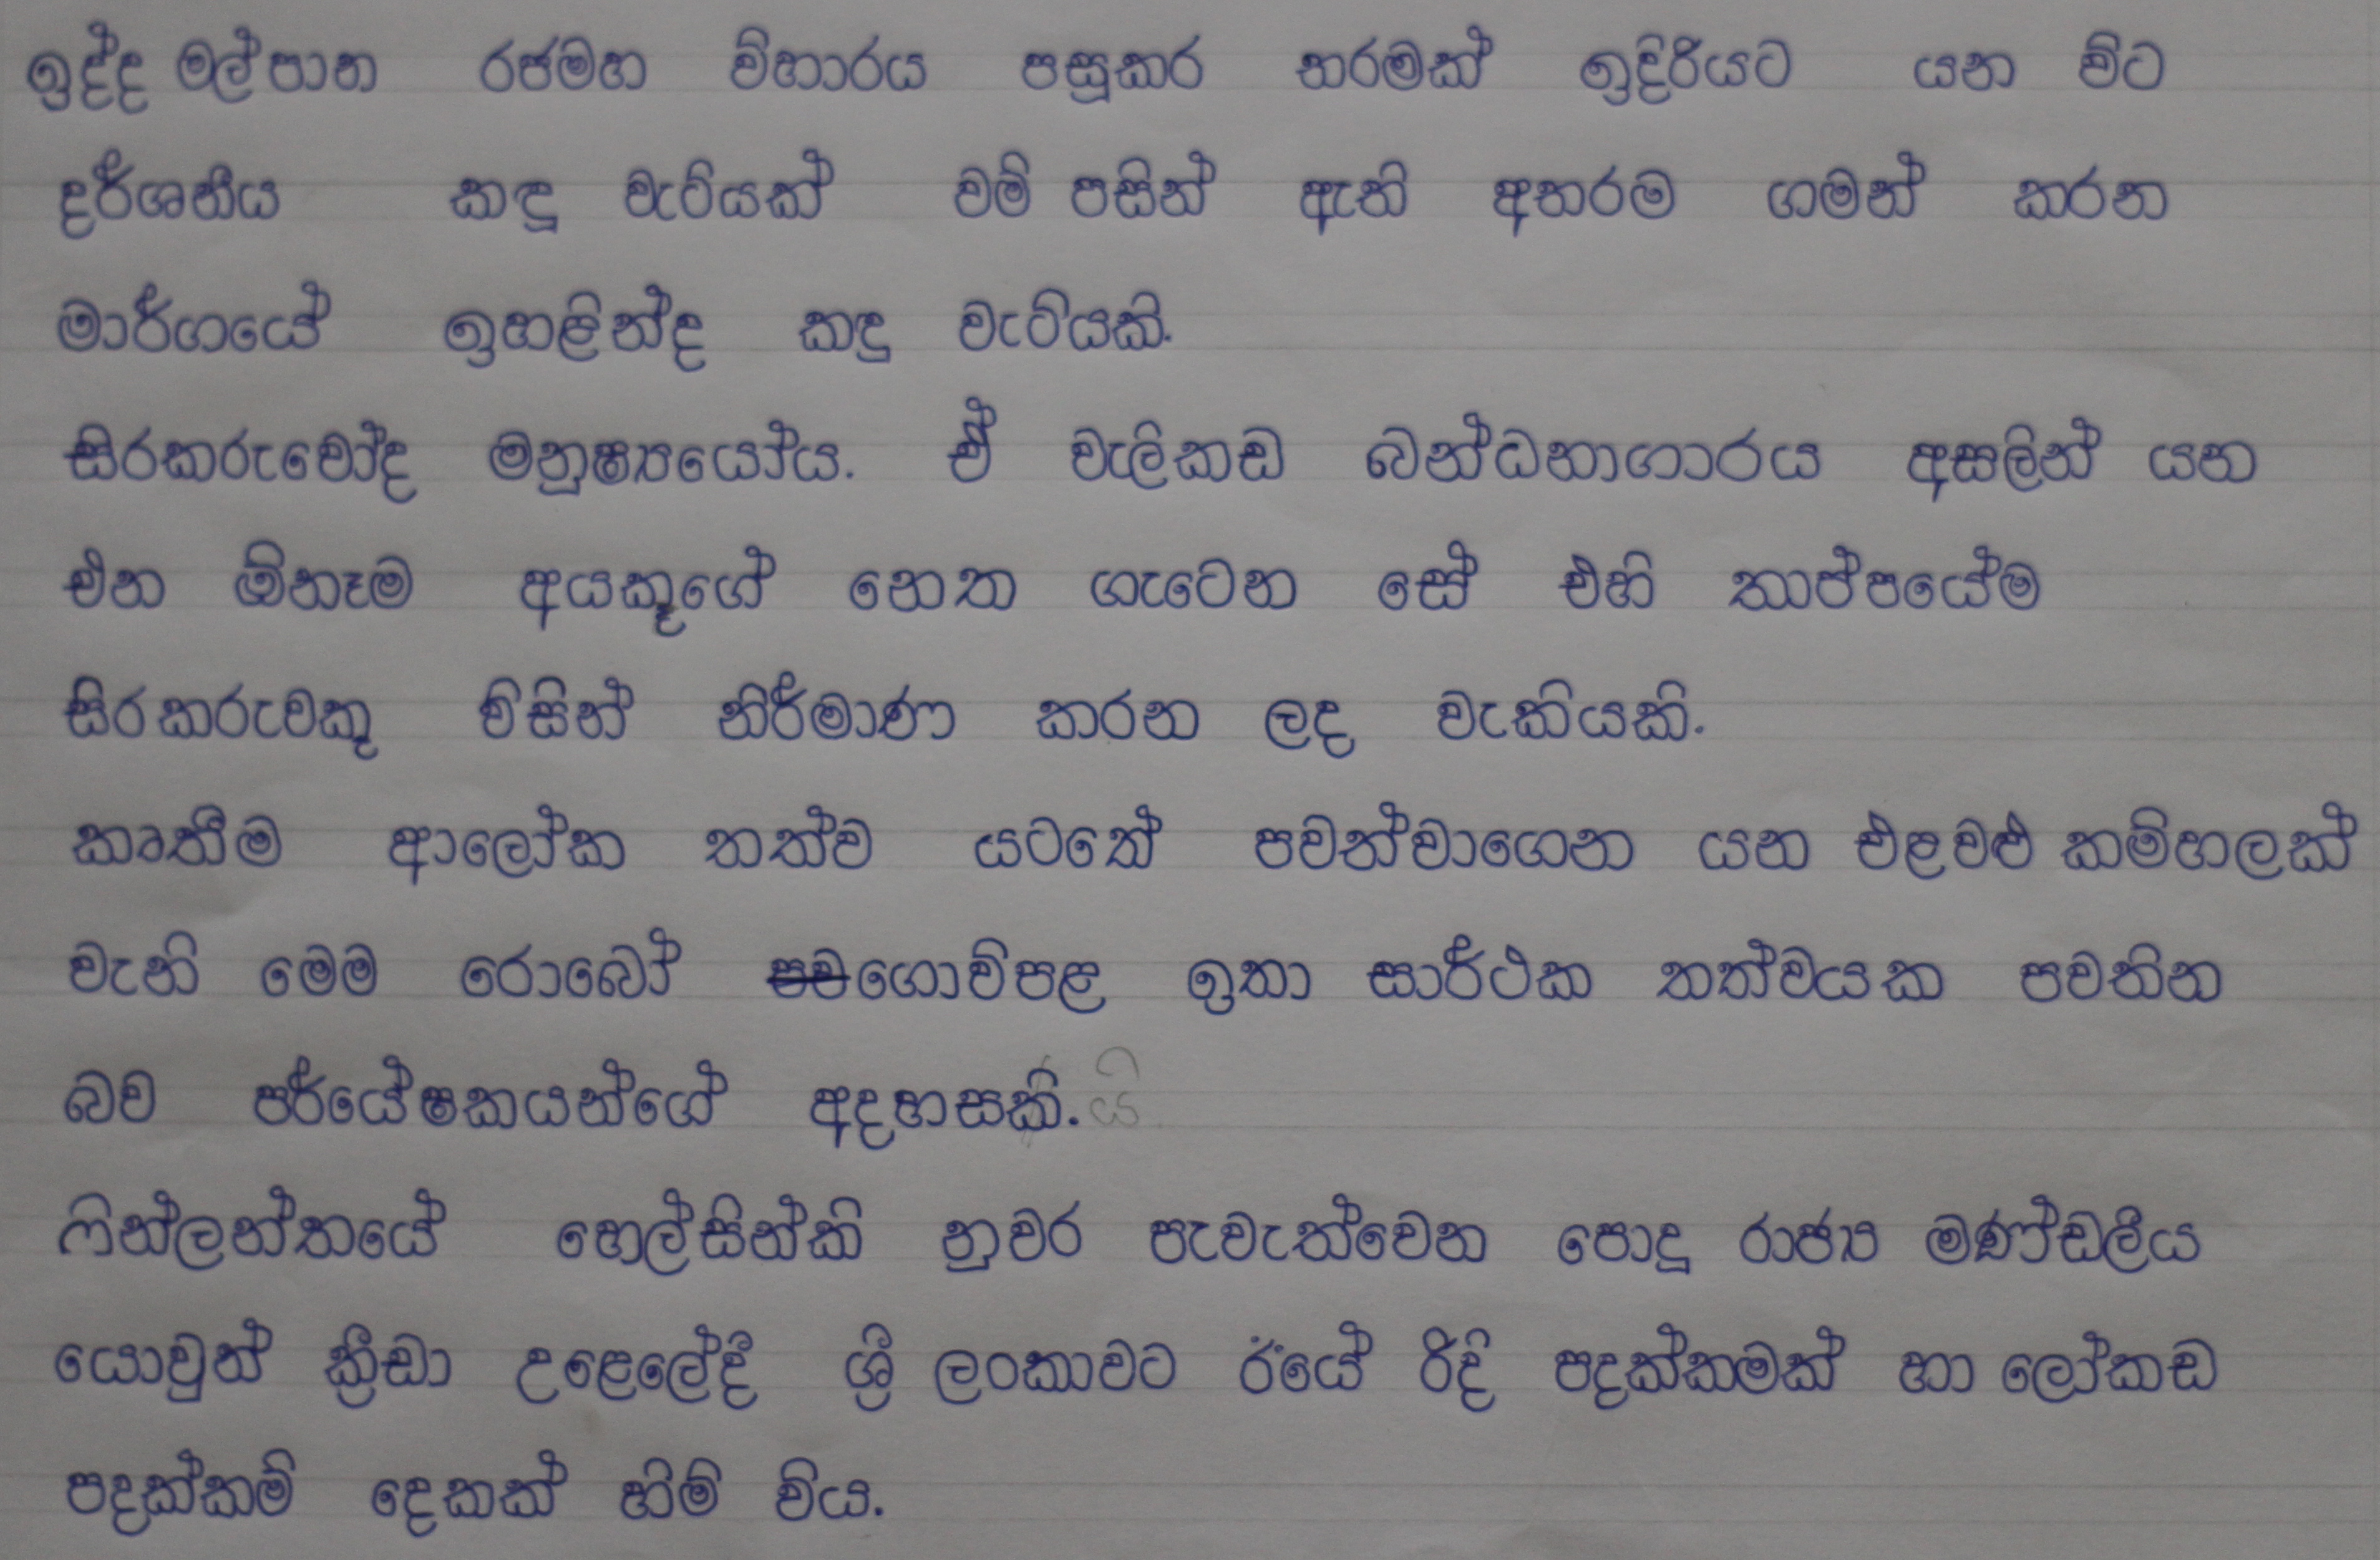 ඉද්ද මල්පාන රජමහ විහාරය පසුකර තරමක් ඉදිරියට යන විට
දර්ශනීය කඳු වැටියක් වම් පසින් ඇති අතරම ගමන් කරන
මාර්ගයේ ඉහළින්ද කඳු වැටියකි.
සිරකරුවෝද මනුෂ්‍යයෝය. ඒ වැලිකඩ බන්ධනාගාරය අසලින් යන
එන ඕනෑම අයකුගේ නෙත ගැටෙන සේ එහි තාප්පයේම
සිරකරුවකු විසින් නිර්මාණ කරන ලද වැකියකි.
කෘතීම ආලෝක තත්ව යටතේ පවත්වාගෙන යන එළවළු කම්හලක්
වැනි මෙම රොබෝ ගොවිපළ ඉතා සාර්ථක තත්වයක පවතින
බව පර්යේෂකයන්ගේ අදහසකි. යි
ෆින්ලන්තයේ හෙල්සින්කි නුවර පැවැත්වෙන පොදු රාජ්‍ය මණ්ඩලීය
යොවුන් ක්‍රීඩා උළෙලේදී ශ්‍රී ලංකාවට ඊයේ රිදී පදක්කමක් හා ලෝකඩ
පදක්කම් දෙකක් හිමි විය.